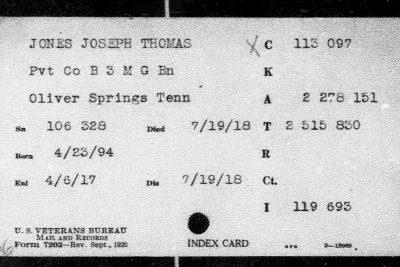 JONES JOSEPH THOMAS X C 113 097
Pvt Co B 3 M G Bn K
Oliver Springs Tenn A 2 278 151
Sn 106 328 Died 7/19/18 T 2 515 830
Born 4/23/94 R
Enl 4/6/17 Dis 7/19/18 Ct.
I 119 693
U. S. VETERANS BUREAU
MAIL AND RECORDS
Form 7202—Rev. Sept., 1926 INDEX CARD